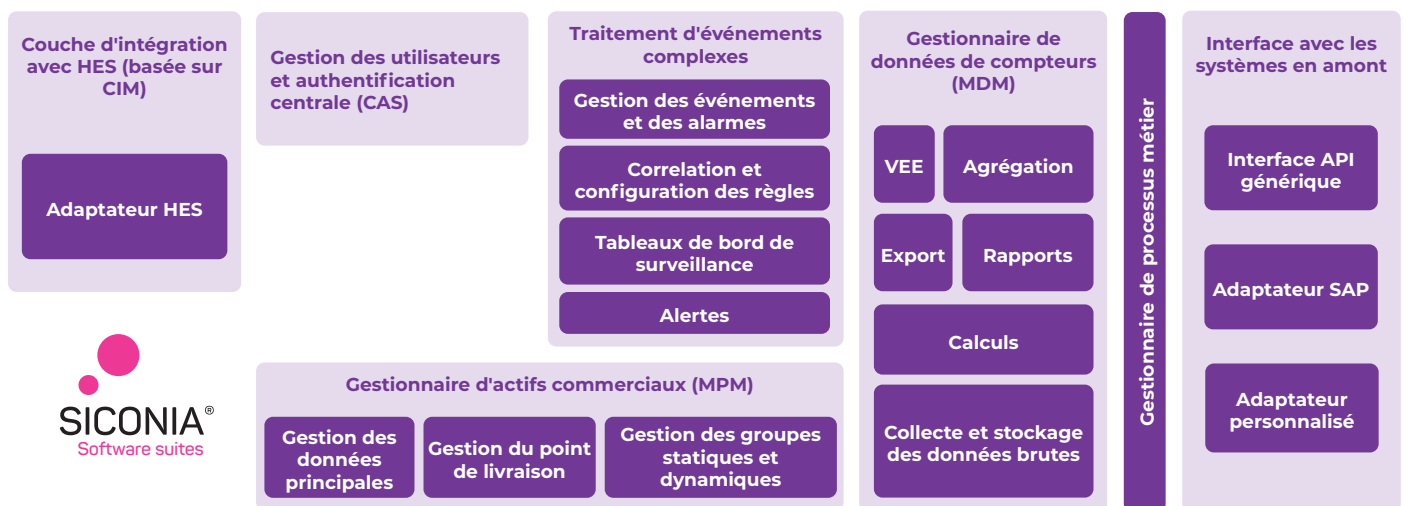 Couche d'intégration
avec HES (basée sur
CIM)
Adaptateur HES
Gestion des utilisateurs
et authentification
centrale (CAS)
Traitement d'événements
complexes
Gestion des événements
et des alarmes
Correlation et
configuration des règles
Tableaux de bord de
surveillance
Alertes
Gestionnaire de
données de compteurs
(MDM)
VEE
Agrégation
Export
Rapports
Calculs
Collecte et stockage
des données brutes
Gestionnaire de processus métier
Interface avec les
systèmes en amont
Interface API
générique
Adaptateur SAP
Adaptateur
personnalisé
SICONIA®
Software suites
Gestionnaire d'actifs commerciaux (MPM)
Gestion des
données
principales
Gestion du point
de livraison
Gestion des groupes
statiques et
dynamiques